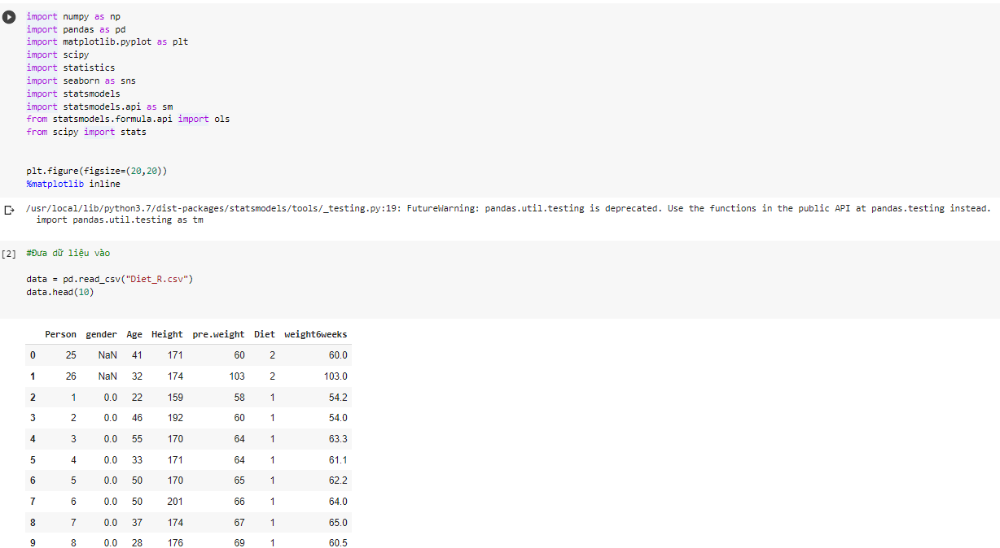 import numpy as np
import pandas as pd
import matplotlib.pyplot as plt
import scipy
import statistics
import seaborn as sns
import statsmodels
import statsmodels.api as sm
from statsmodels.formula.api import ols
from scipy import stats
plt.figure(figsize=(20,20))
%matplotlib inline
/usr/local/lib/python3.7/dist-packages/statsmodels/tools/_testing.py:19: FutureWarning: pandas.util.testing is deprecated. Use the functions in the public API at pandas.testing instead.
import pandas.util.testing as tm
[2] #Đưa dữ liệu vào
data = pd.read_csv("Diet_R.csv")
data.head(10)
Person gender Age Height pre.weight Diet weight6weeks
0 25 NaN 41 171 60 2 60.0
1 26 NaN 32 174 103 2 103.0
2 1 0.0 22 159 58 1 54.2
3 2 0.0 46 192 60 1 54.0
4 3 0.0 55 170 64 1 63.3
5 4 0.0 33 171 64 1 61.1
6 5 0.0 50 170 65 1 62.2
7 6 0.0 50 201 66 1 64.0
8 7 0.0 37 174 67 1 65.0
9 8 0.0 28 176 69 1 60.5